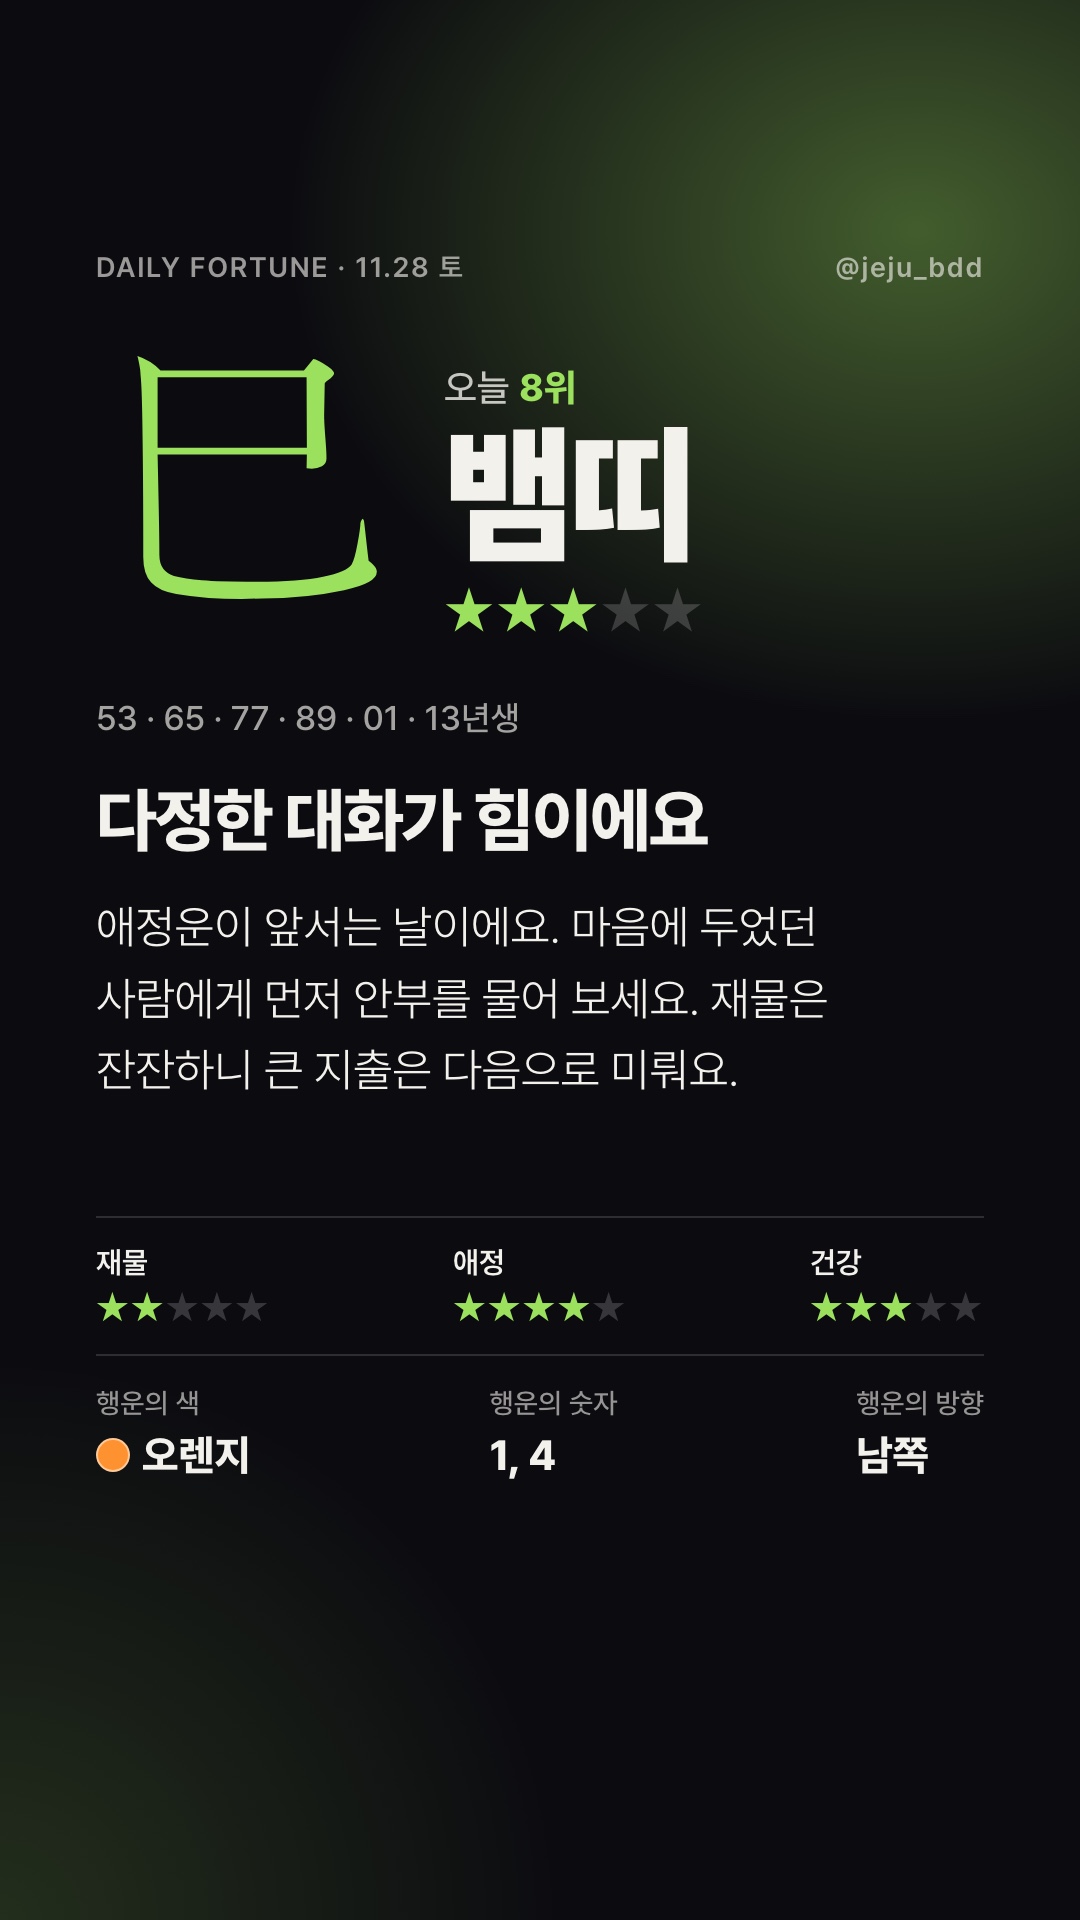 DAILY FORTUNE · 11.28 토
@jeju_bdd
巳
오늘 8위
뱀띠
★★★★★
53 · 65 · 77 · 89 · 01 · 13년생
다정한 대화가 힘이에요
애정운이 앞서는 날이에요. 마음에 두었던
사람에게 먼저 안부를 물어 보세요. 재물은
잔잔하니 큰 지출은 다음으로 미뤄요.
재물
★★★★★
애정
★★★★★
건강
★★★★★
행운의 색
오렌지
행운의 숫자
1, 4
행운의 방향
남쪽